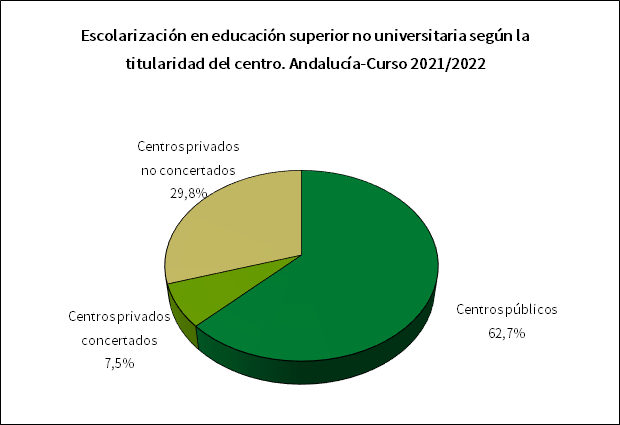 Escolarización en educación superior no universitaria según la
titularidad del centro. Andalucía-Curso 2021/2022
Centros privados
no concertados
29,8%
Centros públicos
62,7%
Centros privados
concertados
7,5%